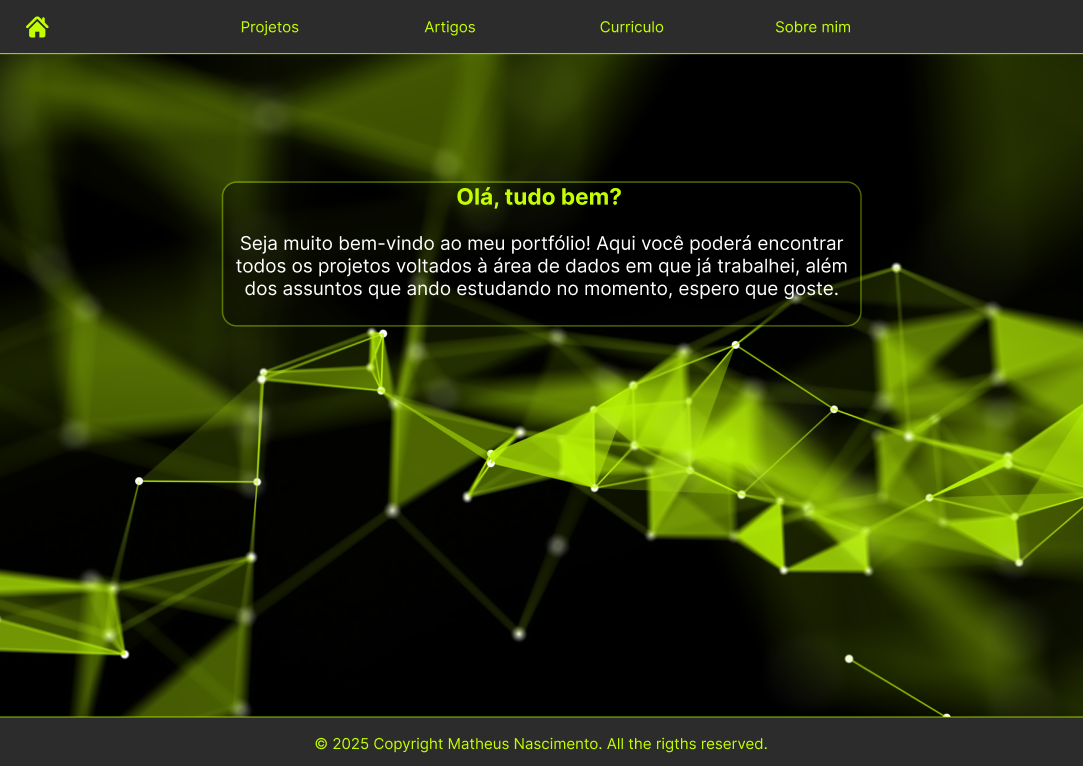 Projetos
Artigos
Curriculo
Sobre mim
Olá, tudo bem?
Seja muito bem-vindo ao meu portfólio! Aqui você poderá encontrar
todos os projetos voltados à área de dados em que já trabalhei, além
dos assuntos que ando estudando no momento, espero que goste.
© 2025 Copyright Matheus Nascimento. All the rigths reserved.